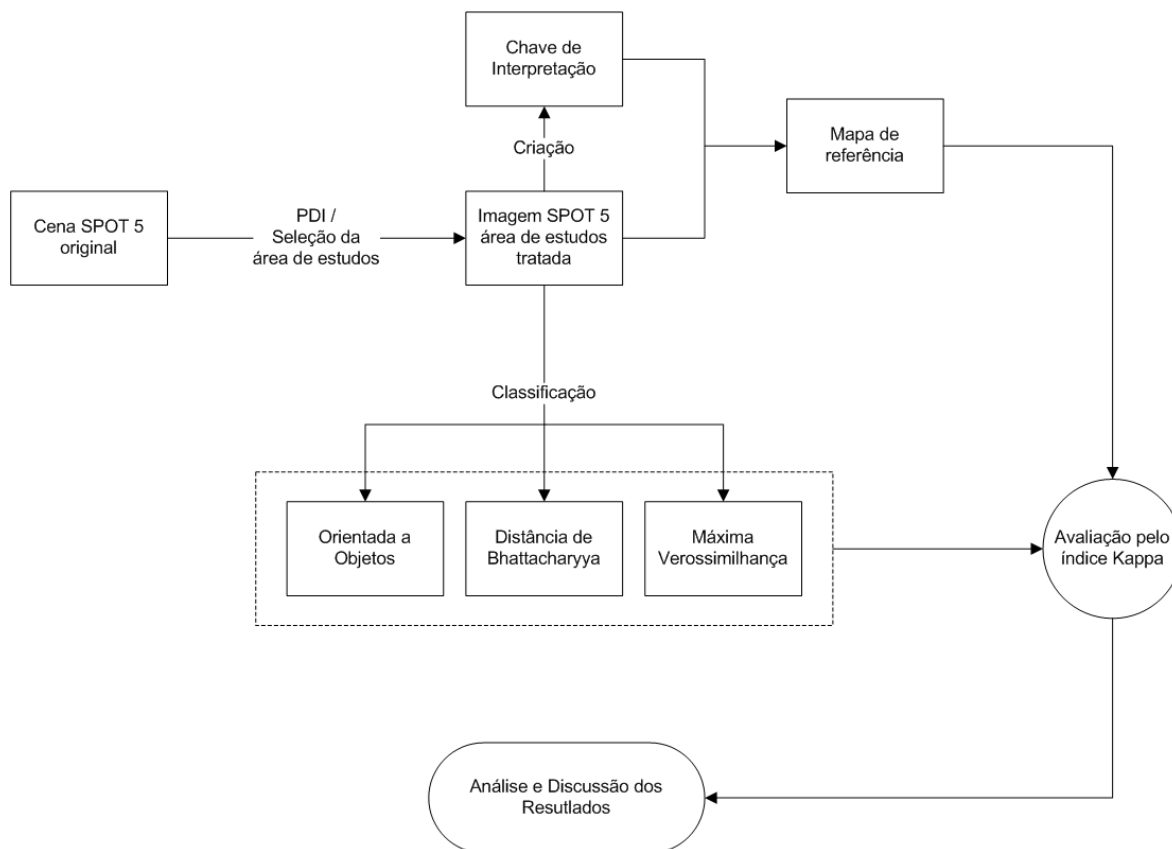 Chave de
Interpretação
Mapa de
referência
Criação
Cena SPOT 5
original
PDI /
Seleção da
área de estudos
Imagem SPOT 5
área de estudos
tratada
Classificação
Orientada a
Objetos
Distância de
Bhattacharyya
Máxima
Verossimilhança
Avaliação pelo
índice Kappa
Análise e Discussão dos
Resutlados